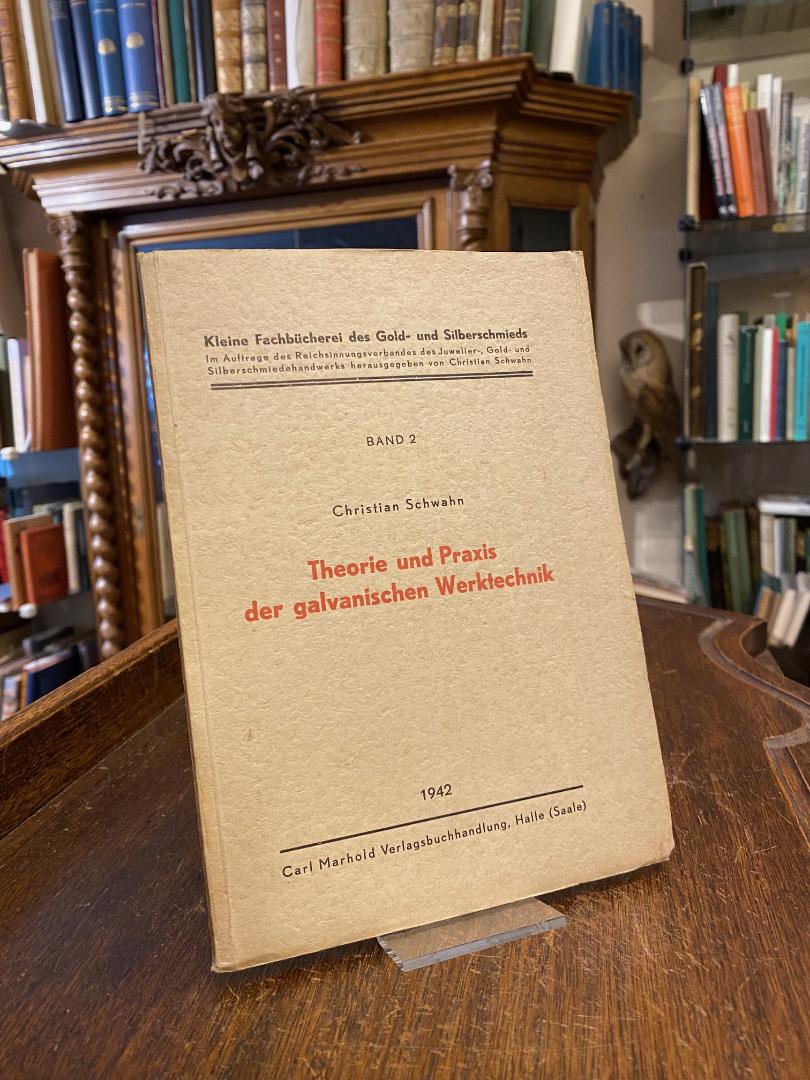 Kleine Fachbücherei des Gold- und Silberschmieds
Im Auftrage des Reichsinnungsverbandes des Juwelier-, Gold- und
Silberschmiedehandwerks herausgegeben von Christian Schwahn
BAND 2
Christian Schwahn
Theorie und Praxis
der galvanischen Werktechnik
1942
Carl Marhold Verlagsbuchhandlung, Halle (Saale)